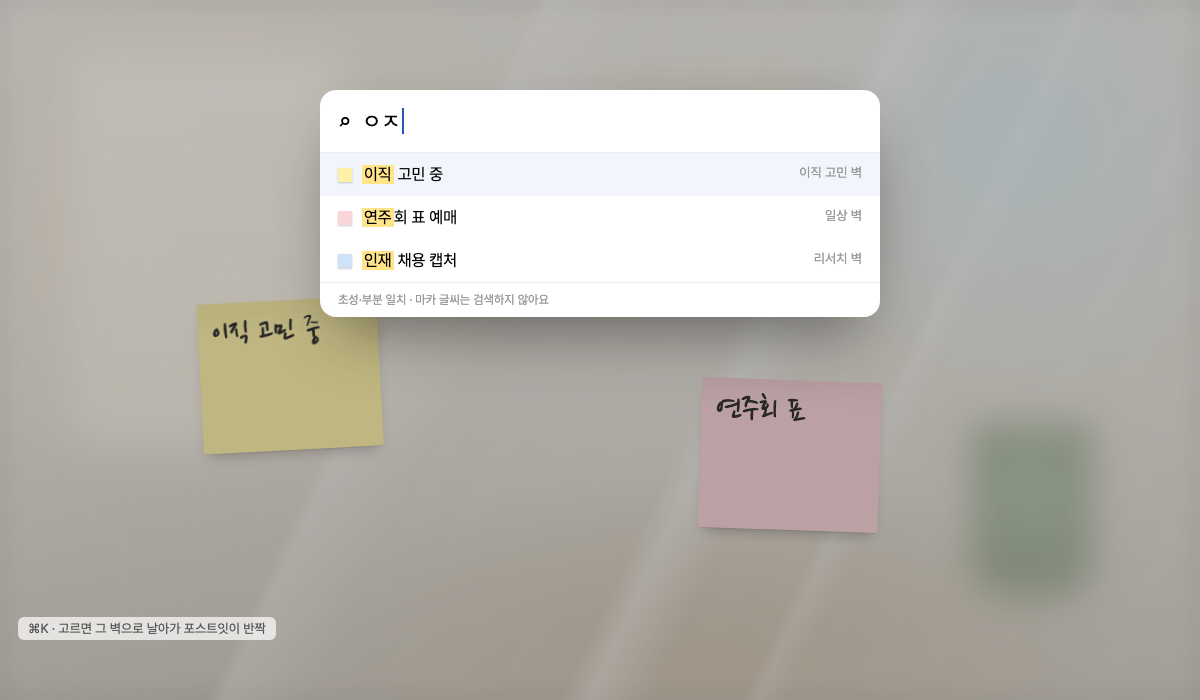 ㅇㅈ
이직 고민 중 이직 고민 벽
연주회 표 예매 일상 벽
인재 채용 캡처 리서치 벽
초성·부분 일치 · 마카 글씨는 검색하지 않아요
이직 고민 중
연주회 표
⌘K · 고르면 그 벽으로 날아가 포스트잇이 반짝